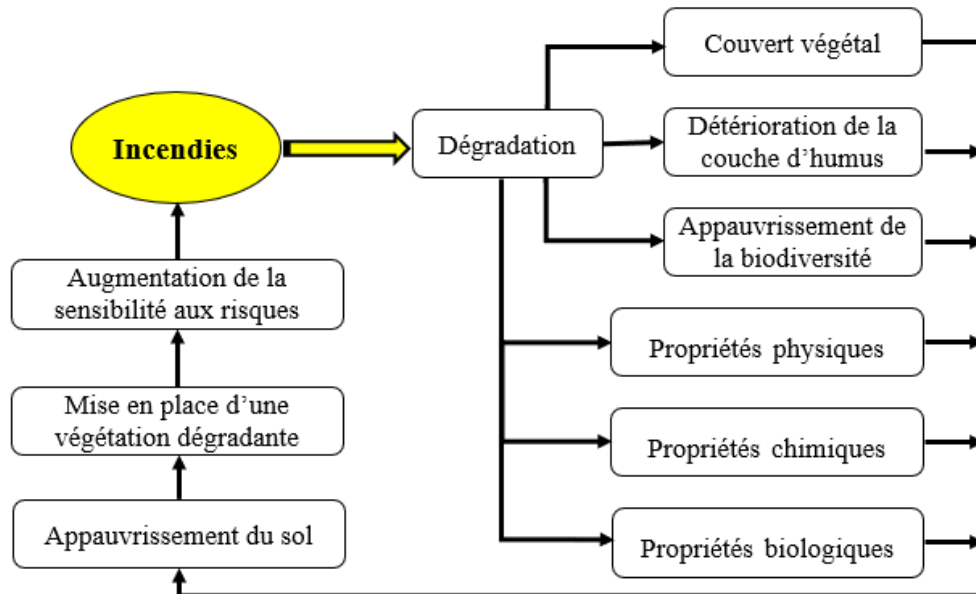 Couvert végétal
Incendies
Dégradation
Détérioration de la
couche d’humus
Appauvrissement de
la biodiversité
Augmentation de la
sensibilité aux risques
Propriétés physiques
Mise en place d’une
végétation dégradante
Propriétés chimiques
Appauvrissement du sol
Propriétés biologiques